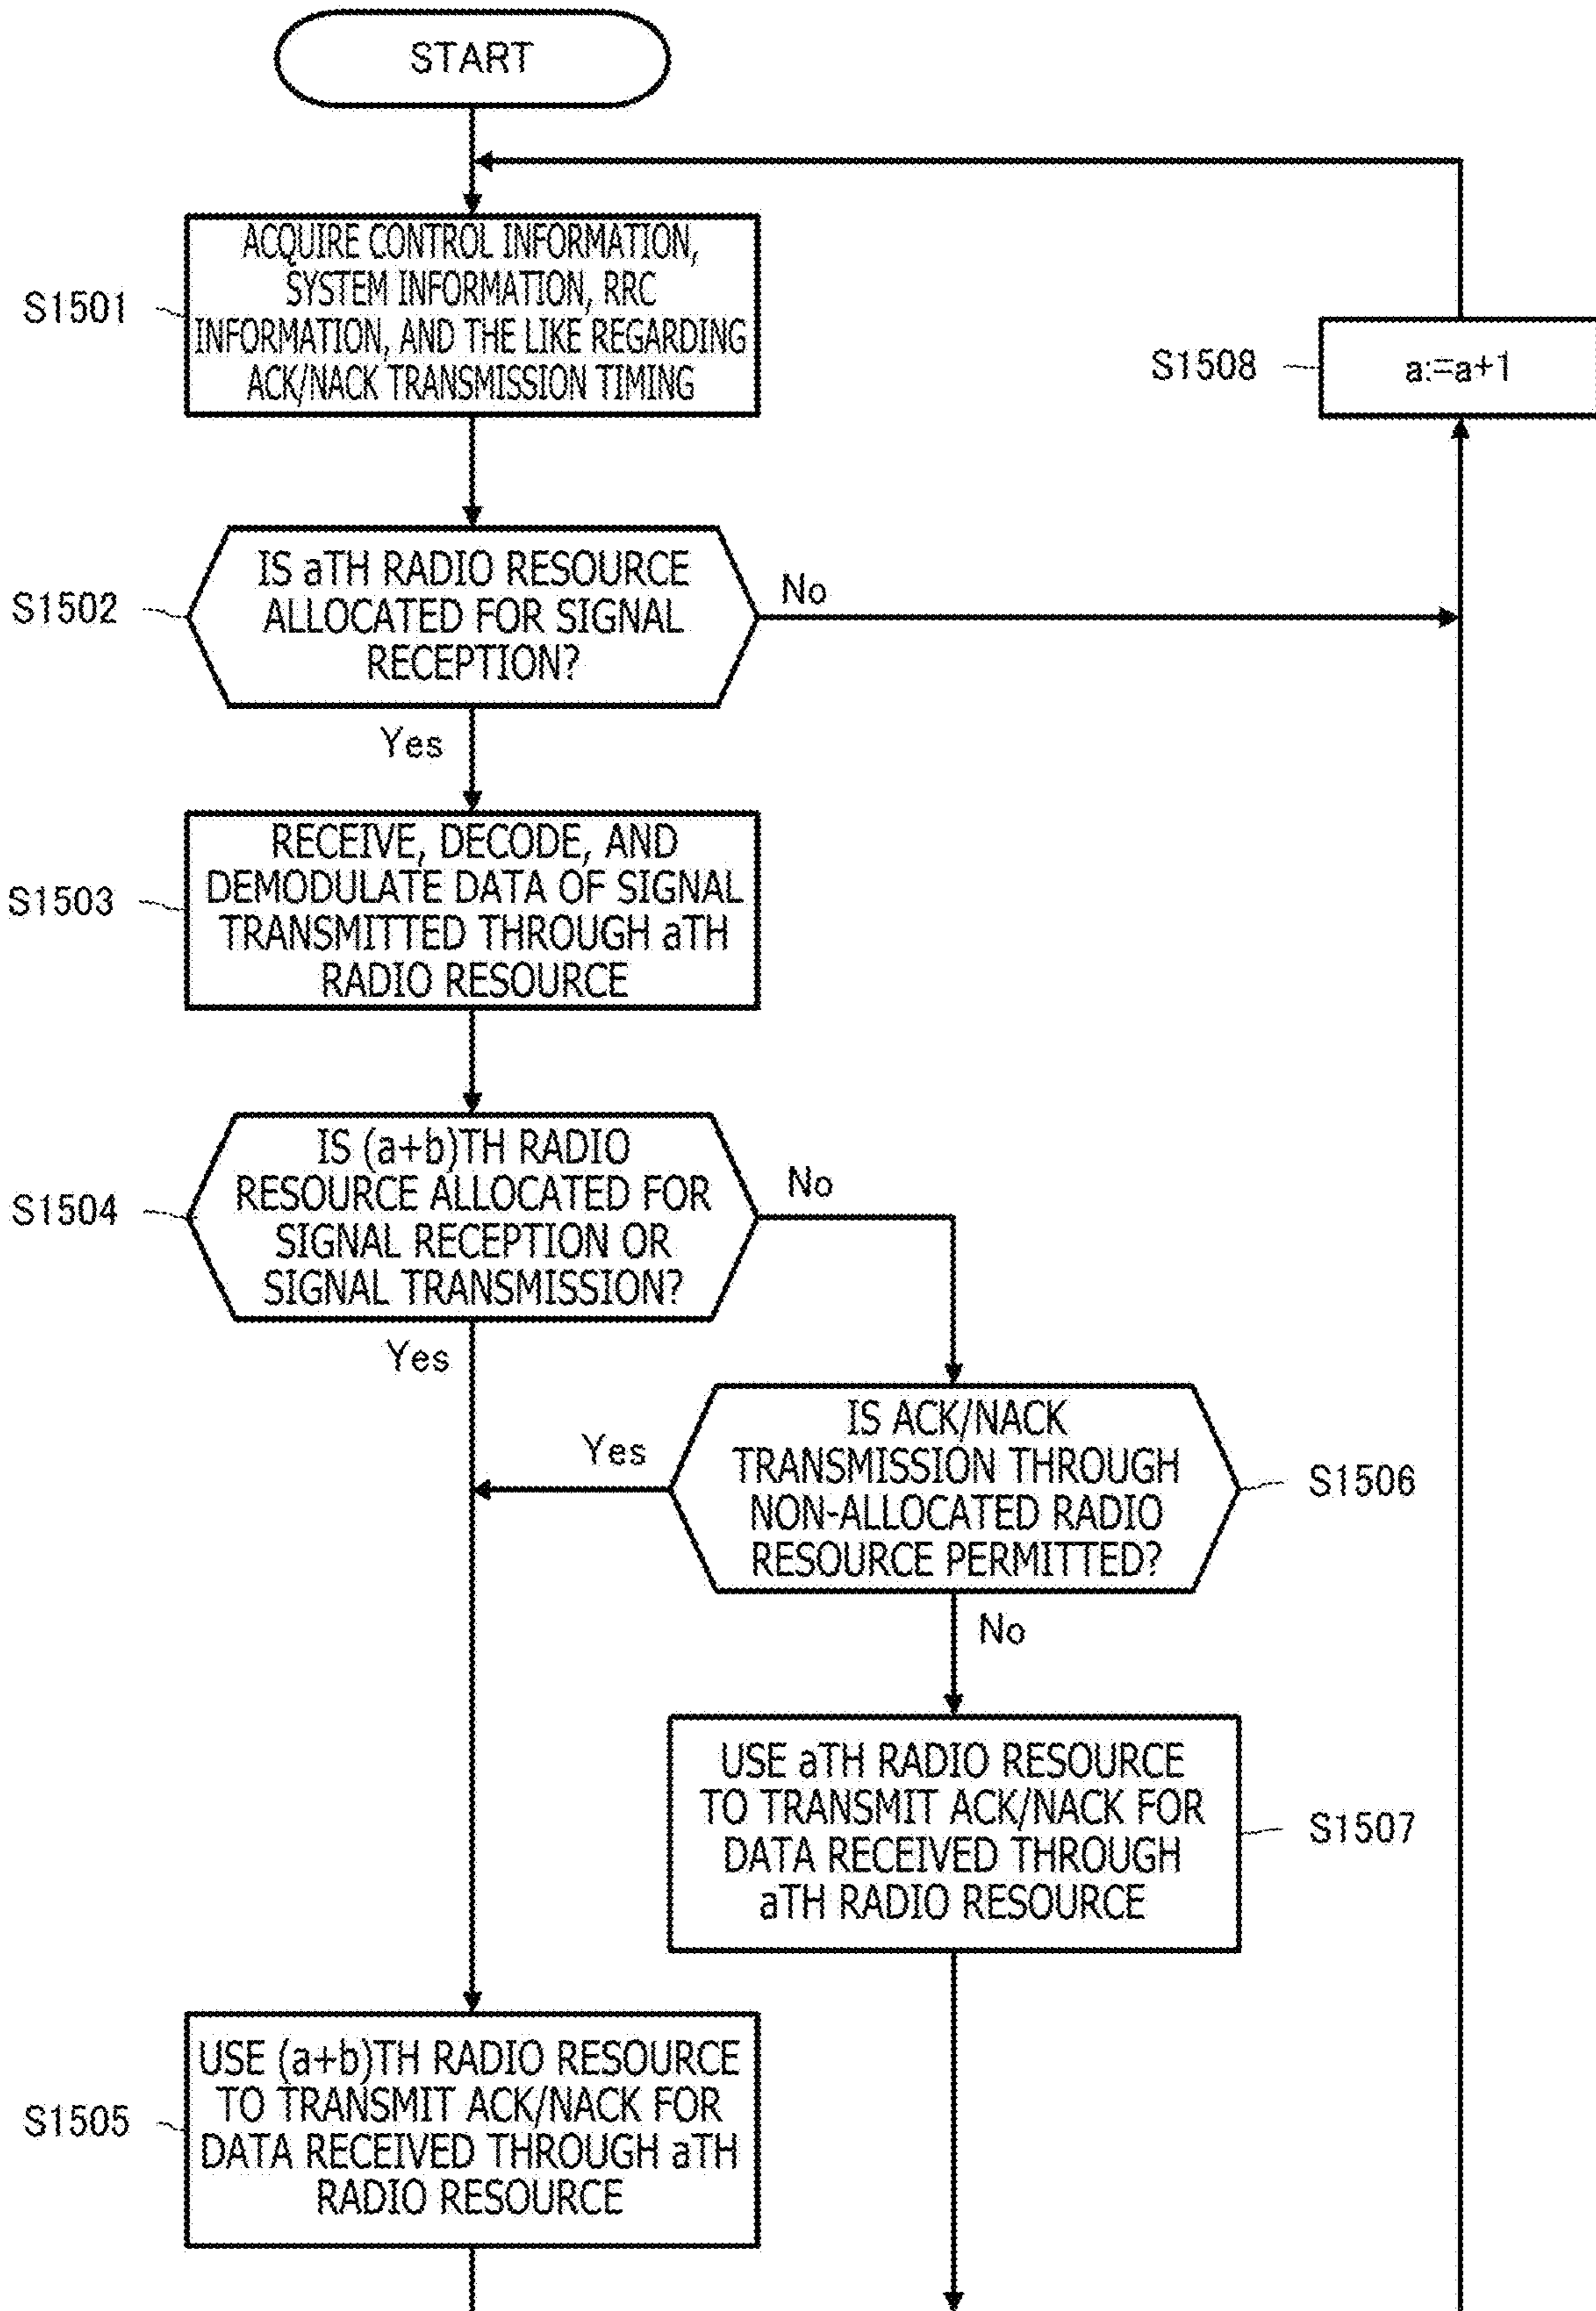 START
S1501
ACQUIRE CONTROL INFORMATION,
SYSTEM INFORMATION, RRC
INFORMATION, AND THE LIKE REGARDING
ACK/NACK TRANSMISSION TIMING
S1508
a:=a+1
S1502
IS aTH RADIO RESOURCE
ALLOCATED FOR SIGNAL
RECEPTION?
No
Yes
S1503
RECEIVE, DECODE, AND
DEMODULATE DATA OF SIGNAL
TRANSMITTED THROUGH aTH
RADIO RESOURCE
S1504
IS (a+b)TH RADIO
RESOURCE ALLOCATED FOR
SIGNAL RECEPTION OR
SIGNAL TRANSMISSION?
No
Yes
Yes
IS ACK/NACK
TRANSMISSION THROUGH
NON-ALLOCATED RADIO
RESOURCE PERMITTED?
S1506
No
USE aTH RADIO RESOURCE
TO TRANSMIT ACK/NACK FOR
DATA RECEIVED THROUGH
aTH RADIO RESOURCE
S1507
S1505
USE (a+b)TH RADIO RESOURCE
TO TRANSMIT ACK/NACK FOR
DATA RECEIVED THROUGH aTH
RADIO RESOURCE